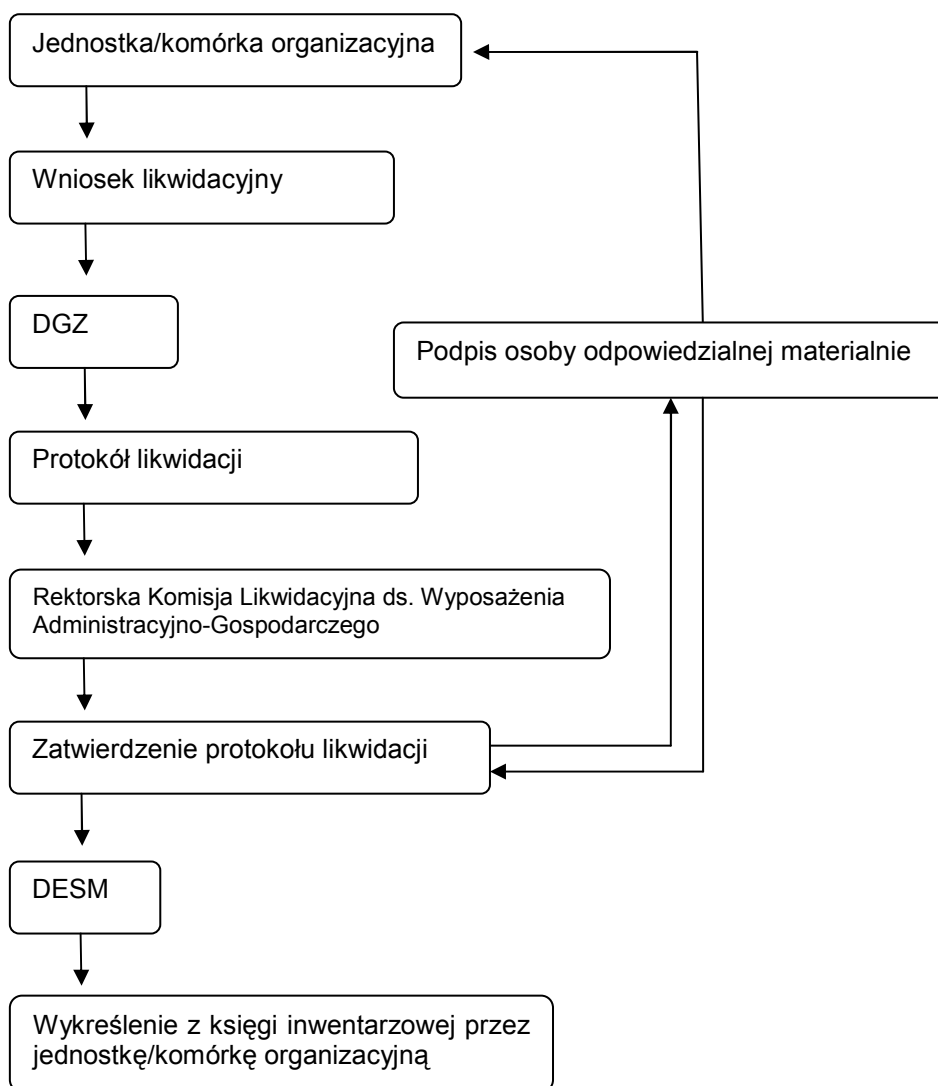 Jednostka/komórka organizacyjna
Wniosek likwidacyjny
DGZ
Podpis osoby odpowiedzialnej materialnie
Protokół likwidacji
Rektorska Komisja Likwidacyjna ds. Wyposażenia
Administracyjno-Gospodarczego
Zatwierdzenie protokołu likwidacji
DESM
Wykreślenie z księgi inwentarzowej przez
jednostkę/komórkę organizacyjną